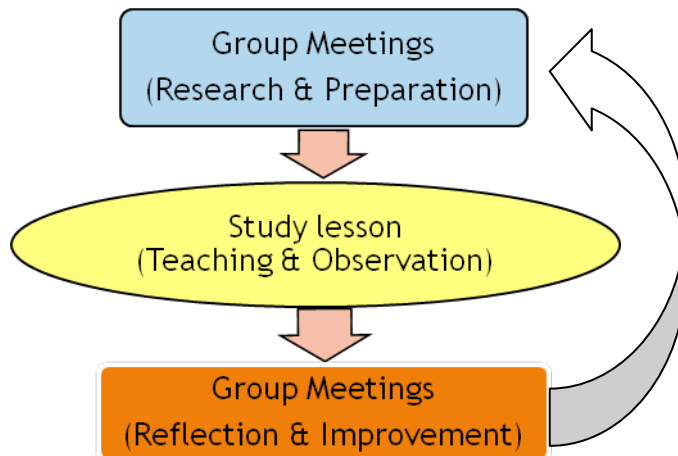 Group Meetings
(Research & Preparation)
Study lesson
(Teaching & Observation)
Group Meetings
(Reflection & Improvement)